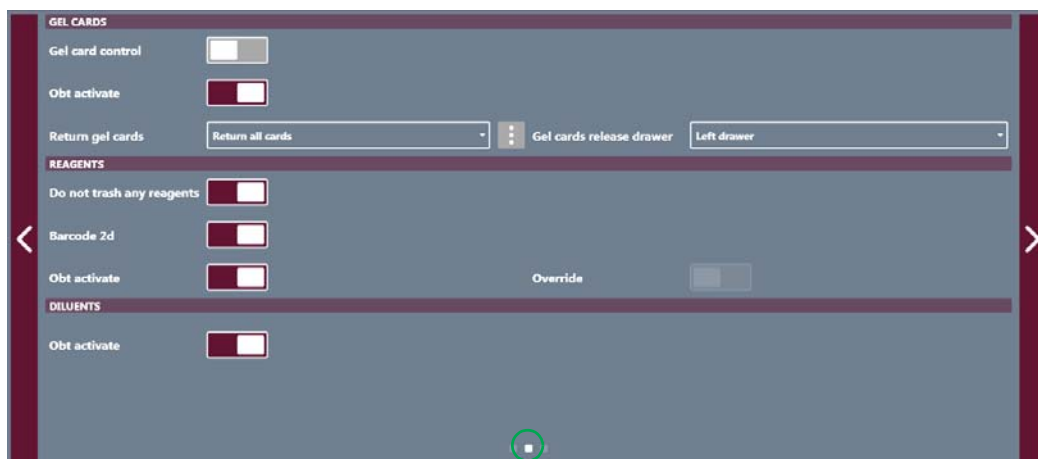 GEL CARDS
Gel card control
Obt activate
Return gel cards Return all cards Gel cards release drawer Left drawer
REAGENTS
Do not trash any reagents
Barcode 2d
Obt activate Override
DILUENTS
Obt activate